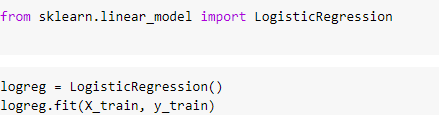 from sklearn.linear_model import LogisticRegression
logreg = LogisticRegression()
logreg.fit(X_train, y_train)